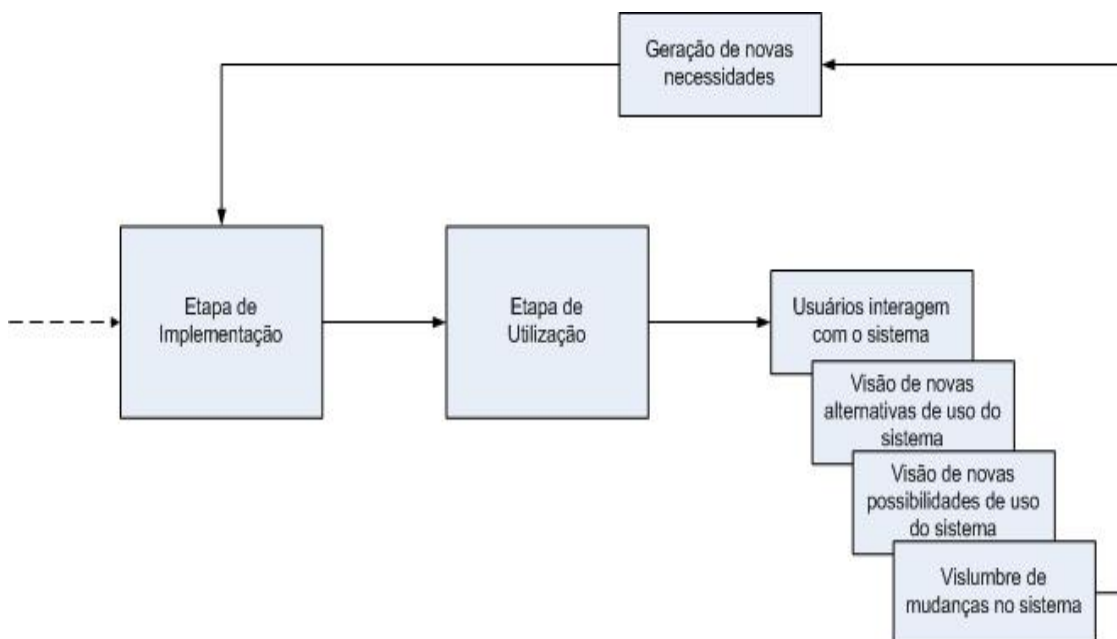 Geração de novas
necessidades
Etapa de
Implementação
Etapa de
Utilização
Usuários interagem
com o sistema
Visão de novas
alternativas de uso do
sistema
Visão de novas
possibilidades de uso
do sistema
Vislumbre de
mudanças no sistema